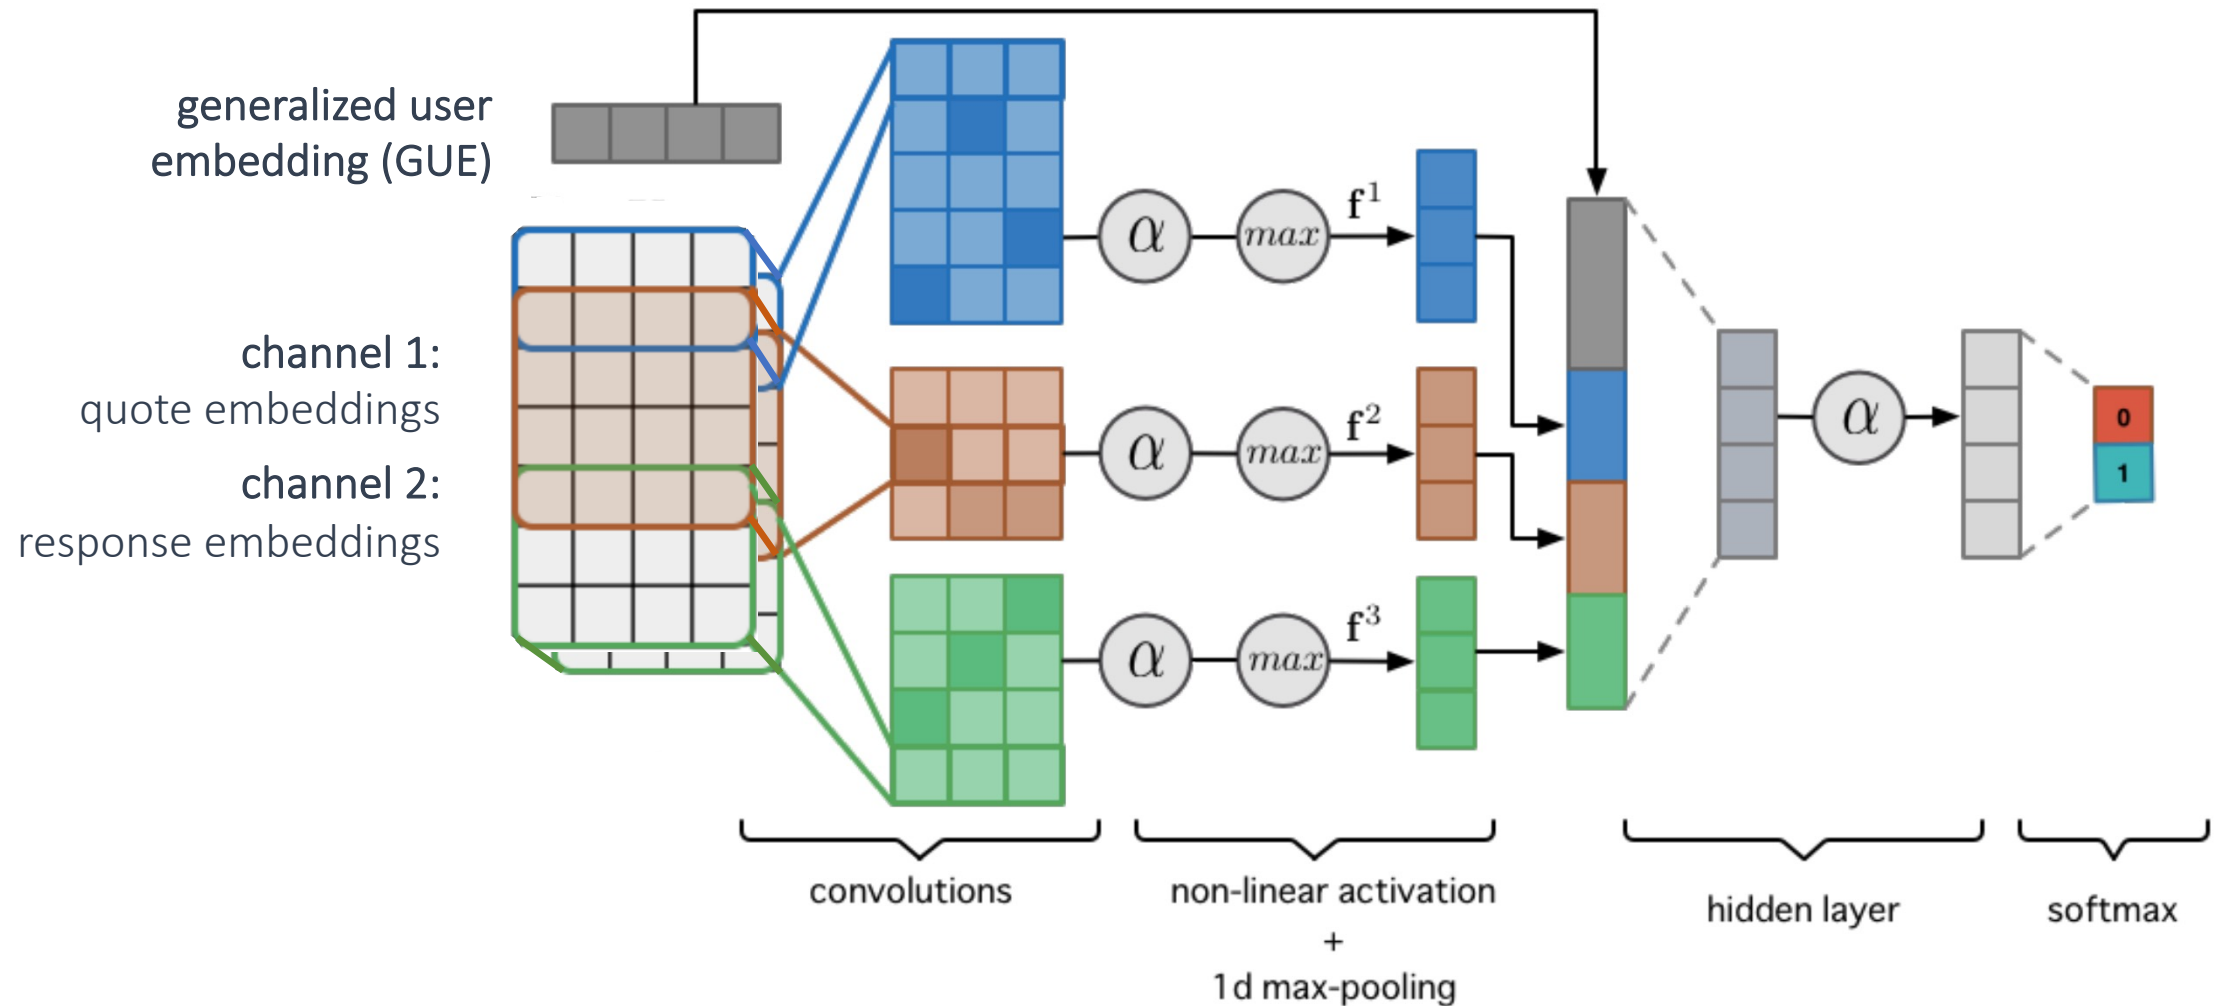 generalized user
embedding (GUE)
channel 1:
quote embeddings
channel 2:
response embeddings
α
max
f¹
α
max
f²
α
max
f³
α
0
1
convolutions
non-linear activation
+
1d max-pooling
hidden layer
softmax